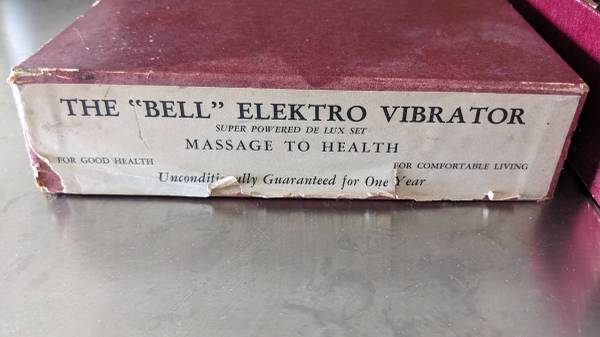 THE “BELL” ELEKTRO VIBRATOR
SUPER POWERED DE LUX SET
MASSAGE TO HEALTH
FOR GOOD HEALTH
FOR COMFORTABLE LIVING
Unconditionally Guaranteed for One Year